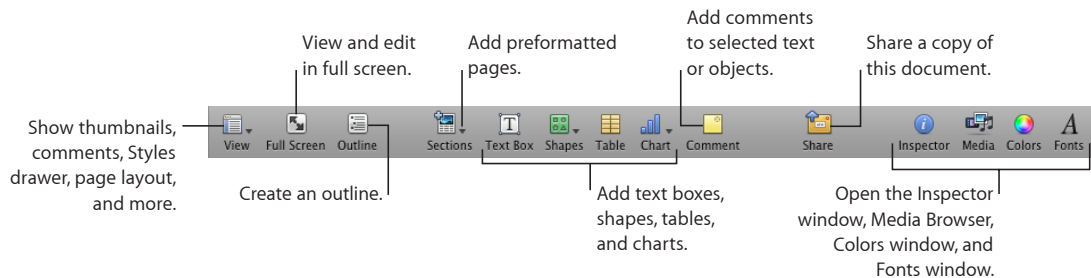 Add comments
to selected text
or objects.
View and edit
in full screen.
Add preformatted
pages.
Share a copy of
this document.
Show thumbnails,
comments, Styles
drawer, page layout,
and more.
View
Full Screen
Outline
Sections
Text Box
Shapes
Table
Chart
Comment
Share
Inspector
Media
Colors
Fonts
Create an outline.
Add text boxes,
shapes, tables,
and charts.
Open the Inspector
window, Media Browser,
Colors window, and
Fonts window.